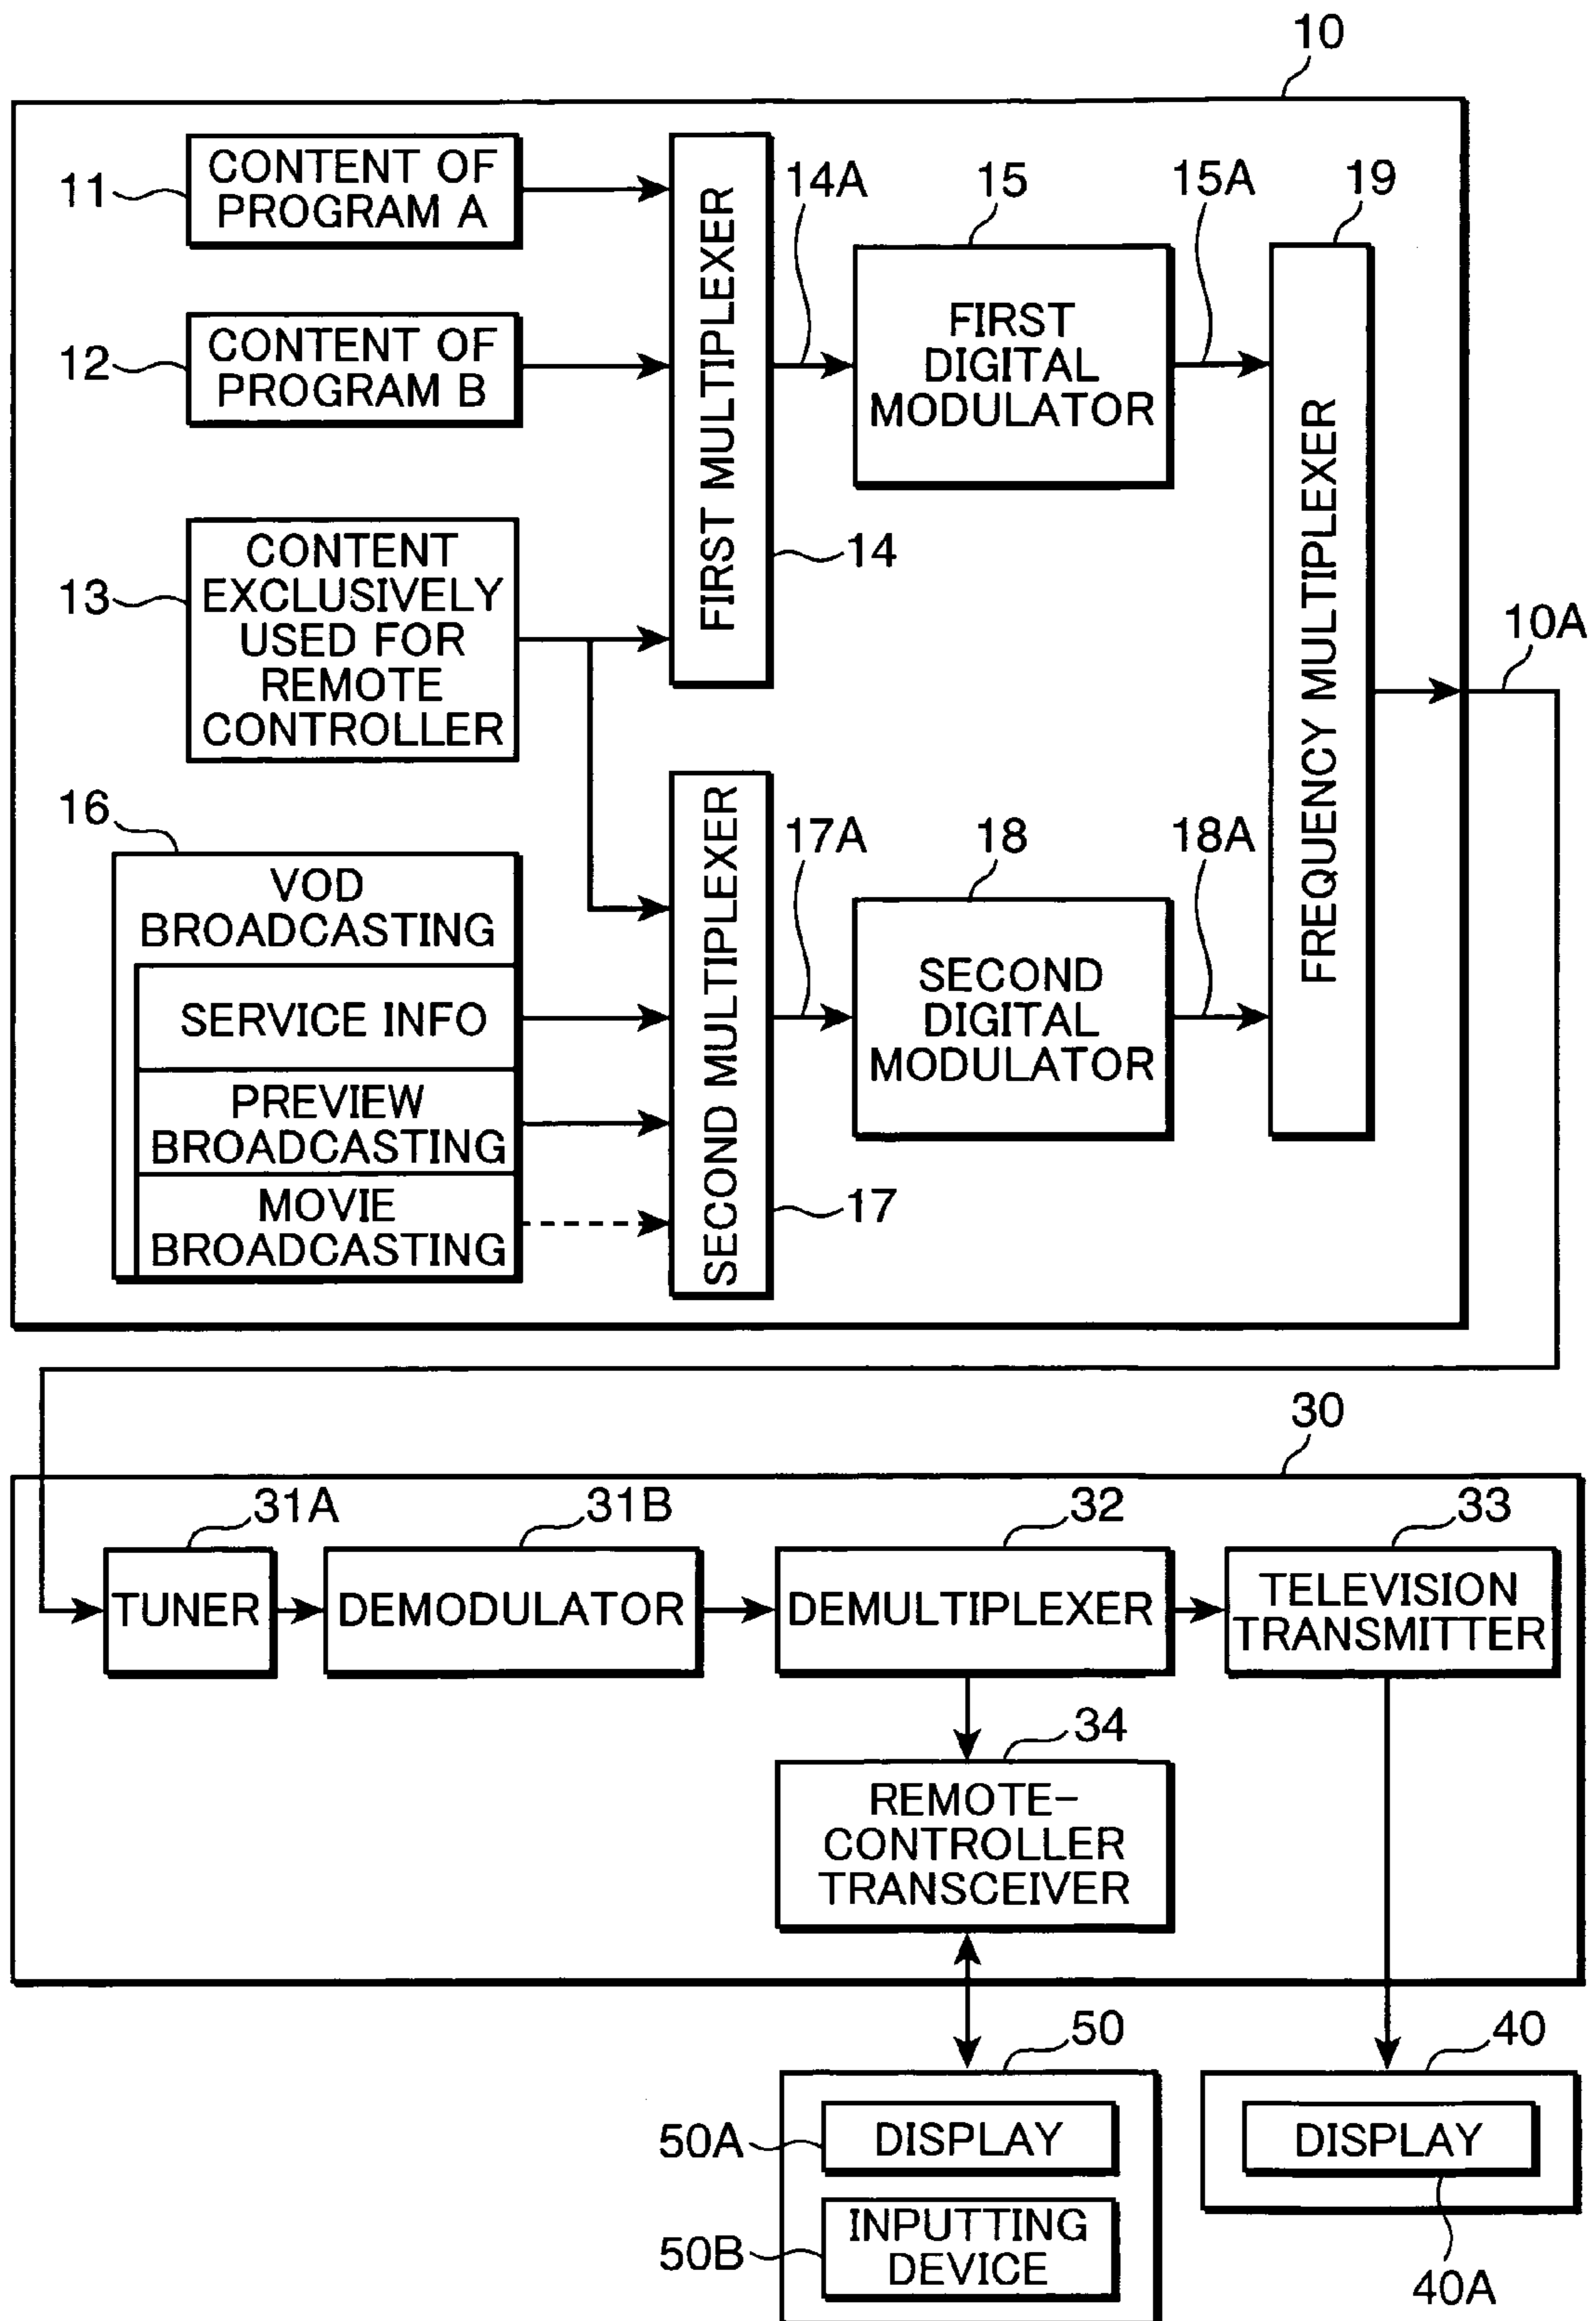 10
11
CONTENT OF
PROGRAM A
12
CONTENT OF
PROGRAM B
13
CONTENT
EXCLUSIVELY
USED FOR
REMOTE
CONTROLLER
FIRST MULTIPLEXER
14
14A
15
FIRST
DIGITAL
MODULATOR
15A
19
FREQUENCY MULTIPLEXER
10A
16
VOD
BROADCASTING
SERVICE INFO
PREVIEW
BROADCASTING
MOVIE
BROADCASTING
SECOND MULTIPLEXER
17
17A
18
SECOND
DIGITAL
MODULATOR
18A
30
31A
TUNER
31B
DEMODULATOR
32
DEMULTIPLEXER
33
TELEVISION
TRANSMITTER
34
REMOTE-
CONTROLLER
TRANSCEIVER
50
50A
DISPLAY
50B
INPUTTING
DEVICE
40
DISPLAY
40A